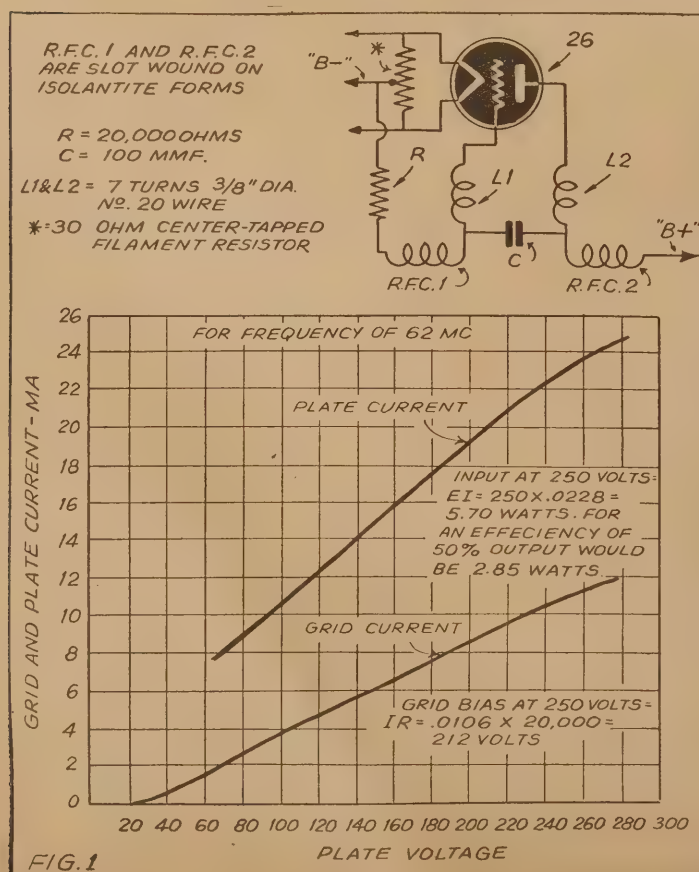 R.F.C.1 AND R.F.C.2
ARE SLOT WOUND ON
ISOLANTITE FORMS
R = 20,000 OHMS
C = 100 MMF.
L1&L2 = 7 TURNS 3/8" DIA.
No. 20 WIRE
*=30 OHM CENTER-TAPPED
FILAMENT RESISTOR
"B-"
*
26
R
L1
L2
"B+"
C
R.F.C.1
R.F.C.2
GRID AND PLATE CURRENT-MA
26
24
22
20
18
16
14
12
10
8
6
4
2
0
FOR FREQUENCY OF 62 MC
PLATE CURRENT
INPUT AT 250 VOLTS=
EI=250X.0228=
5.70 WATTS. FOR
AN EFFECIENCY OF
50% OUTPUT WOULD
BE 2.85 WATTS.
GRID CURRENT
GRID BIAS AT 250 VOLTS=
IR=.0106 X 20,000=
212 VOLTS
20 40 60 80 100 120 140 160 180 200 220 240 260 280 300
PLATE VOLTAGE
FIG.1